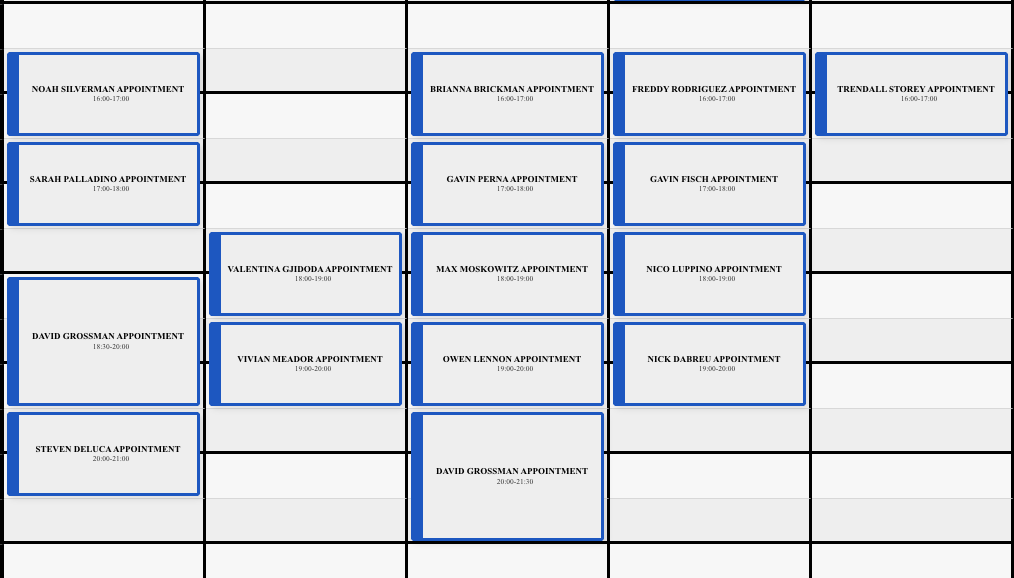 NOAH SILVERMAN APPOINTMENT
16:00-17:00
SARAH PALLADINO APPOINTMENT
17:00-18:00
DAVID GROSSMAN APPOINTMENT
18:30-20:00
STEVEN DELUCA APPOINTMENT
20:00-21:00
VALENTINA GJIDODA APPOINTMENT
18:00-19:00
VIVIAN MEADOR APPOINTMENT
19:00-20:00
BRIANNA BRICKMAN APPOINTMENT
16:00-17:00
GAVIN PERNA APPOINTMENT
17:00-18:00
MAX MOSKOWITZ APPOINTMENT
18:00-19:00
OWEN LENNON APPOINTMENT
19:00-20:00
DAVID GROSSMAN APPOINTMENT
20:00-21:30
FREDDY RODRIGUEZ APPOINTMENT
16:00-17:00
GAVIN FISCH APPOINTMENT
17:00-18:00
NICO LUPPINO APPOINTMENT
18:00-19:00
NICK DABREU APPOINTMENT
19:00-20:00
TRENDALL STOREY APPOINTMENT
16:00-17:00